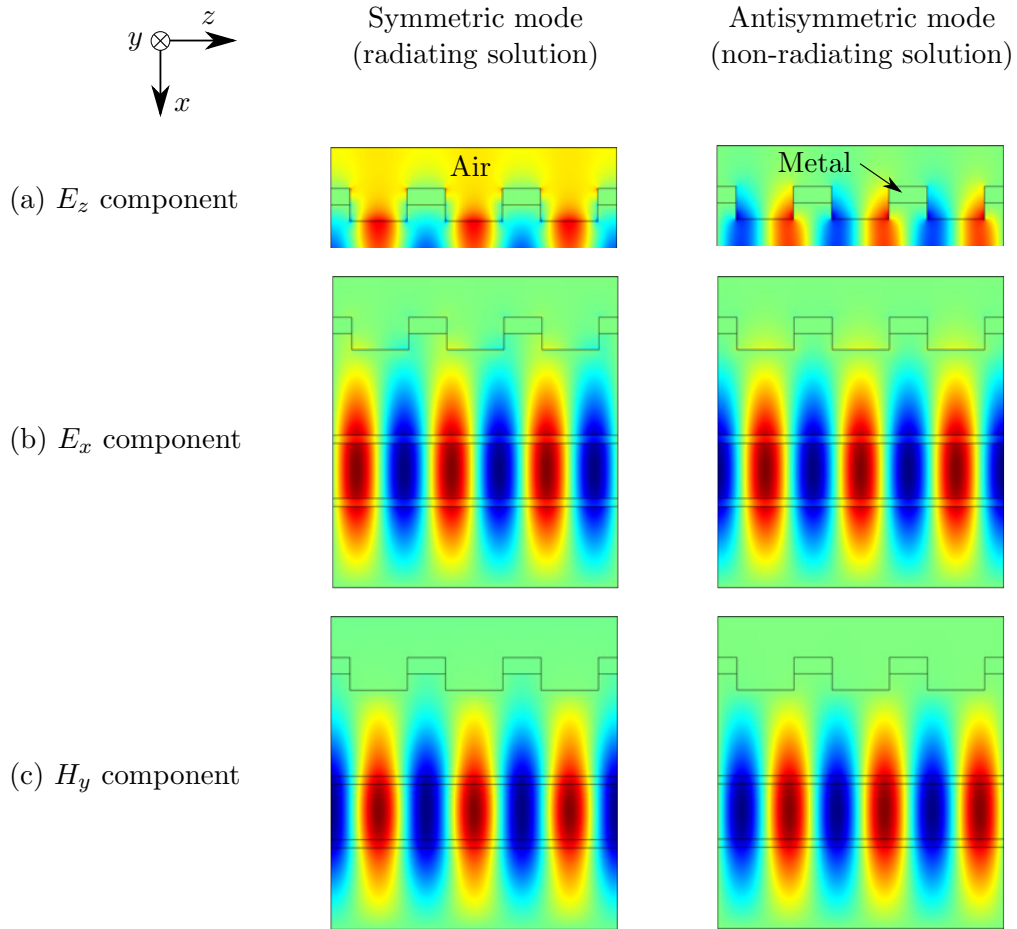 Symmetric mode
(radiating solution)
Antisymmetric mode
(non-radiating solution)
z
y
x
(a) E_z component
Air
Metal
(b) E_x component
(c) H_y component